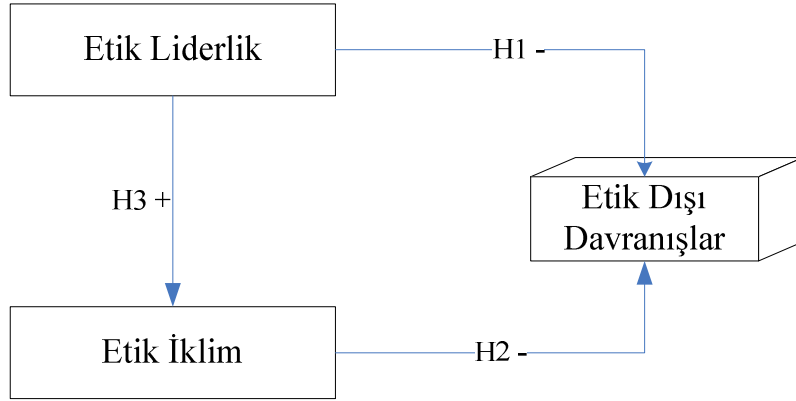 Etik Liderlik
H1 -
Etik Dışı
Davranışlar
H3 +
Etik İklim
H2 -